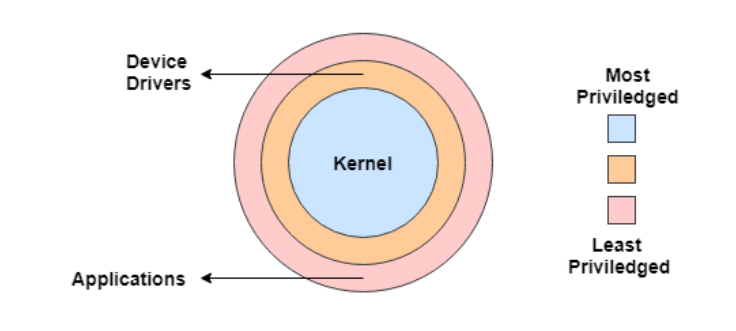 Device
Drivers
Kernel
Applications
Most
Priviledged
Least
Priviledged